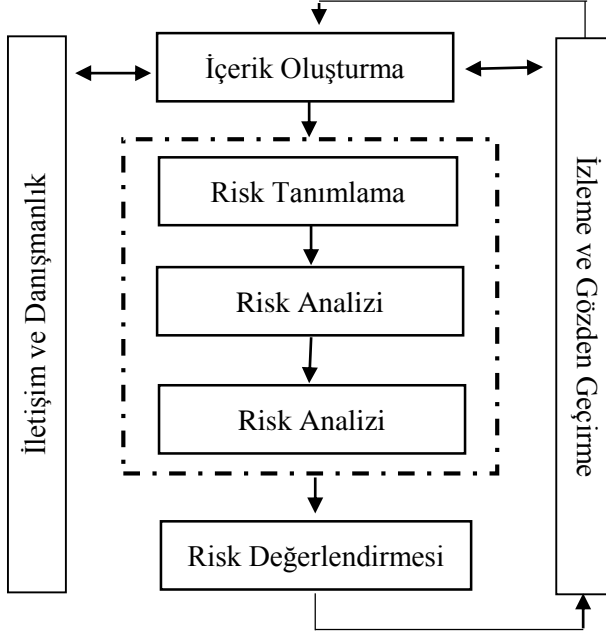 İçerik Oluşturma
Risk Tanımlama
Risk Analizi
Risk Analizi
Risk Değerlendirmesi
İletişim ve Danışmanlık
İzleme ve Gözden Geçirme